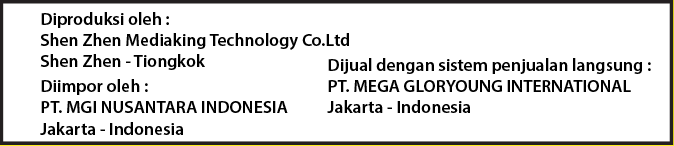 Diproduksi oleh :
Shen Zhen Mediaking Technology Co.Ltd
Shen Zhen - Tiongkok
Diimpor oleh :
PT. MGI NUSANTARA INDONESIA
Jakarta - Indonesia
Dijual dengan sistem penjualan langsung :
PT. MEGA GLORYOUNG INTERNATIONAL
Jakarta - Indonesia